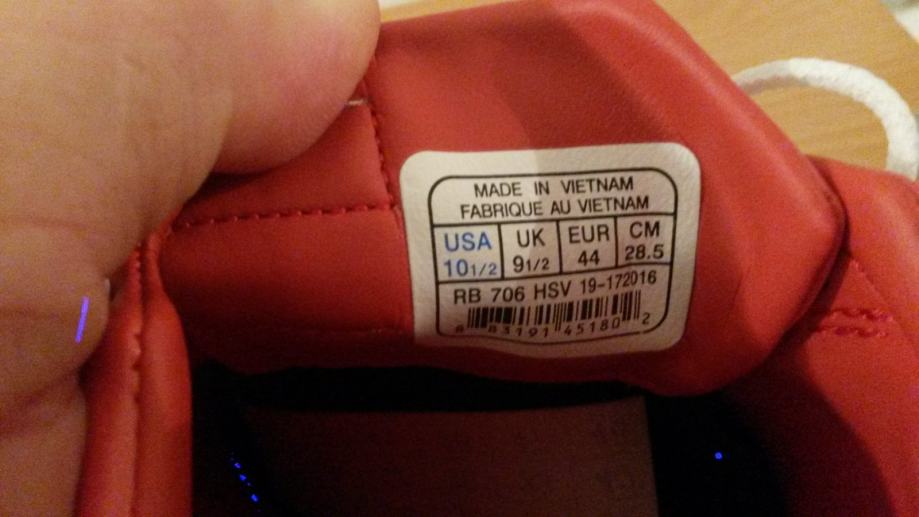 MADE IN VIETNAM
FABRIQUE AU VIETNAM
USA UK EUR CM
10 1/2 9 1/2 44 28.5
RB 706 HSV 19-172016
8 83191 45180 2